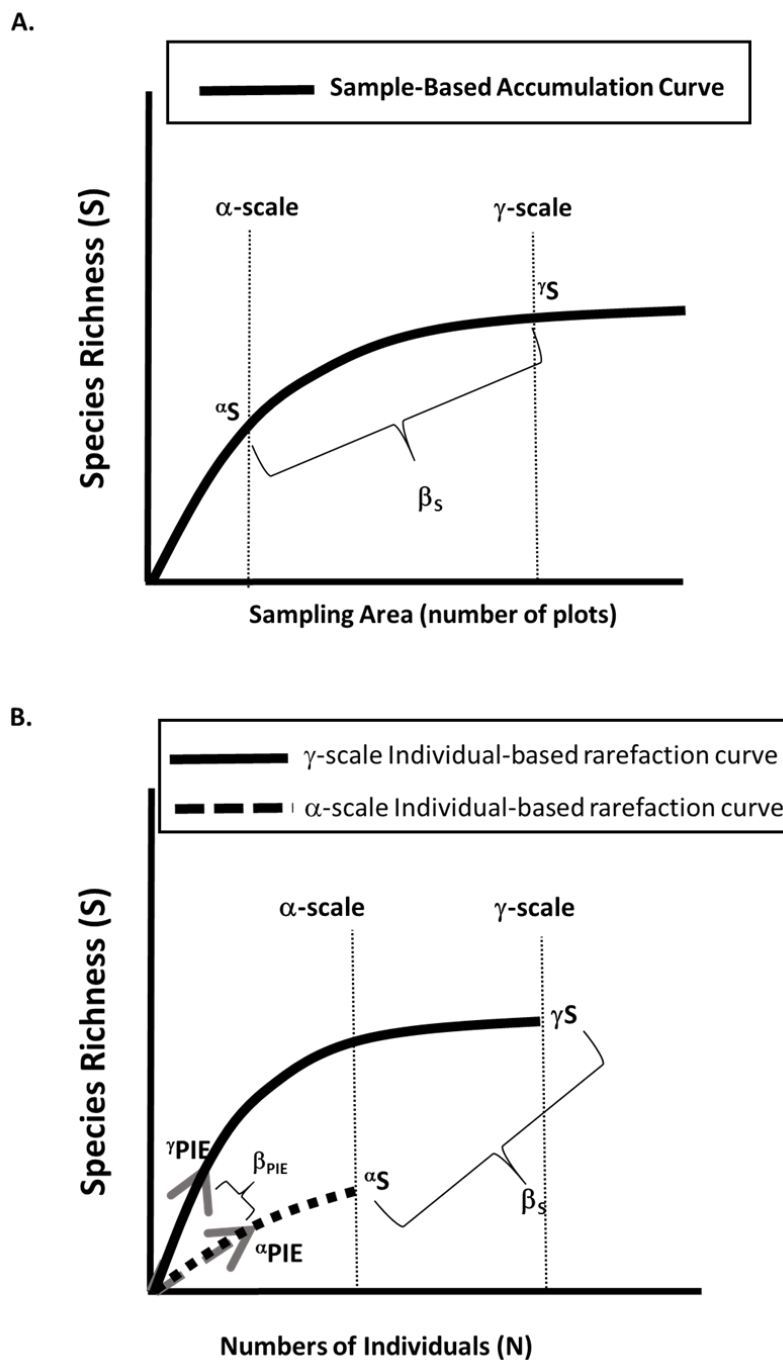 A.
Sample-Based Accumulation Curve
α-scale
γ-scale
γS
αS
βS
Species Richness (S)
Sampling Area (number of plots)
B.
γ-scale Individual-based rarefaction curve
α-scale Individual-based rarefaction curve
α-scale
γ-scale
γS
γPIE
βPIE
αS
βS
αPIE
Species Richness (S)
Numbers of Individuals (N)